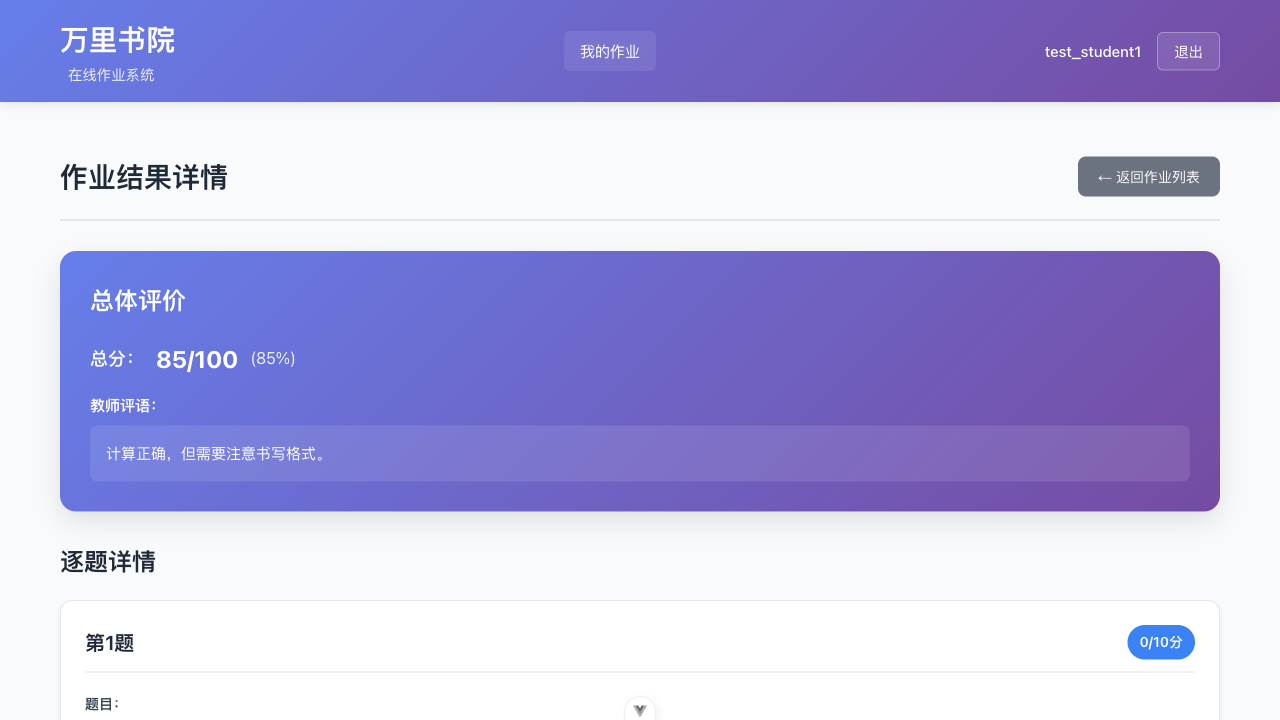 万里书院
在线作业系统
我的作业
test_student1
退出
作业结果详情
← 返回作业列表
总体评价
总分： 85/100 (85%)
教师评语：
计算正确，但需要注意书写格式。
逐题详情
第1题
0/10分
题目：